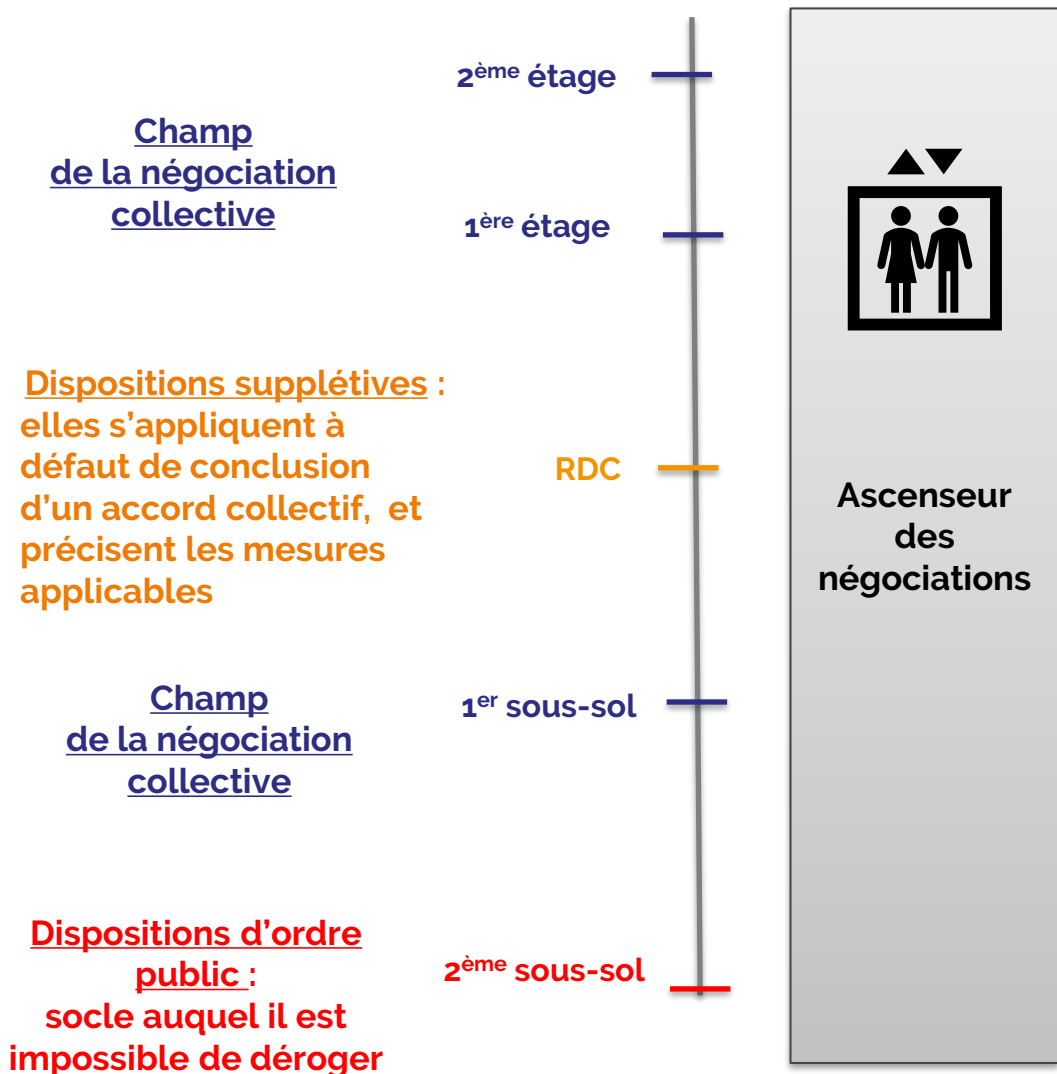 2ème étage
Champ
de la négociation
collective
1ère étage
Dispositions supplétives :
elles s’appliquent à
défaut de conclusion
d’un accord collectif, et
précisent les mesures
applicables
RDC
Ascenseur
des
négociations
Champ
de la négociation
collective
1er sous-sol
Dispositions d’ordre
public :
socle auquel il est
impossible de déroger
2ème sous-sol